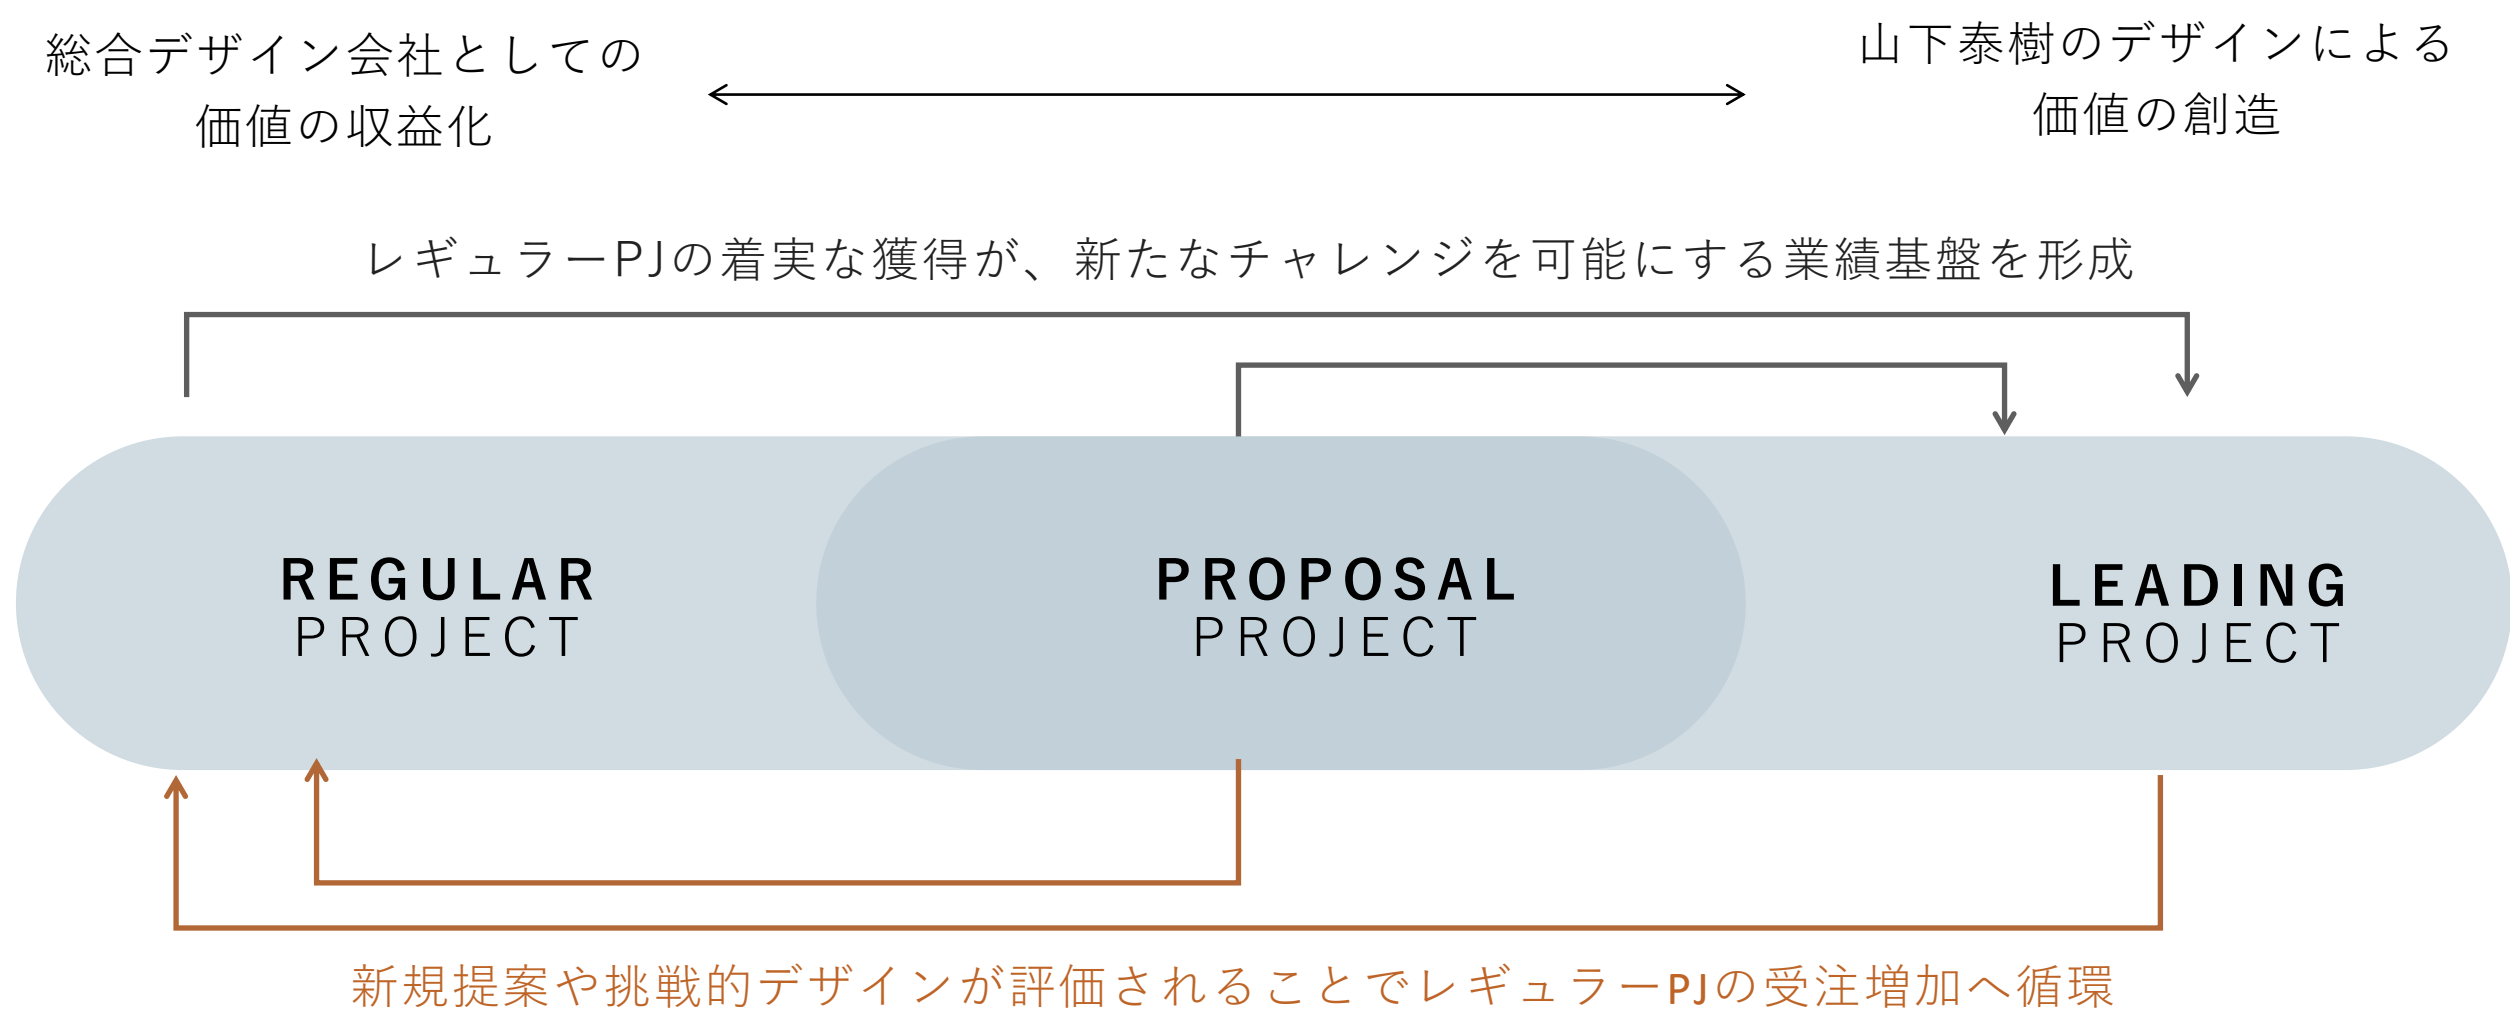 総合デザイン会社としての
価値の収益化
山下泰樹のデザインによる
価値の創造
レギュラーPJの着実な獲得が、新たなチャレンジを可能にする業績基盤を形成
REGULAR
PROJECT
PROPOSAL
PROJECT
LEADING
PROJECT
新規提案や挑戦的デザインが評価されることでレギュラーPJの受注増加へ循環